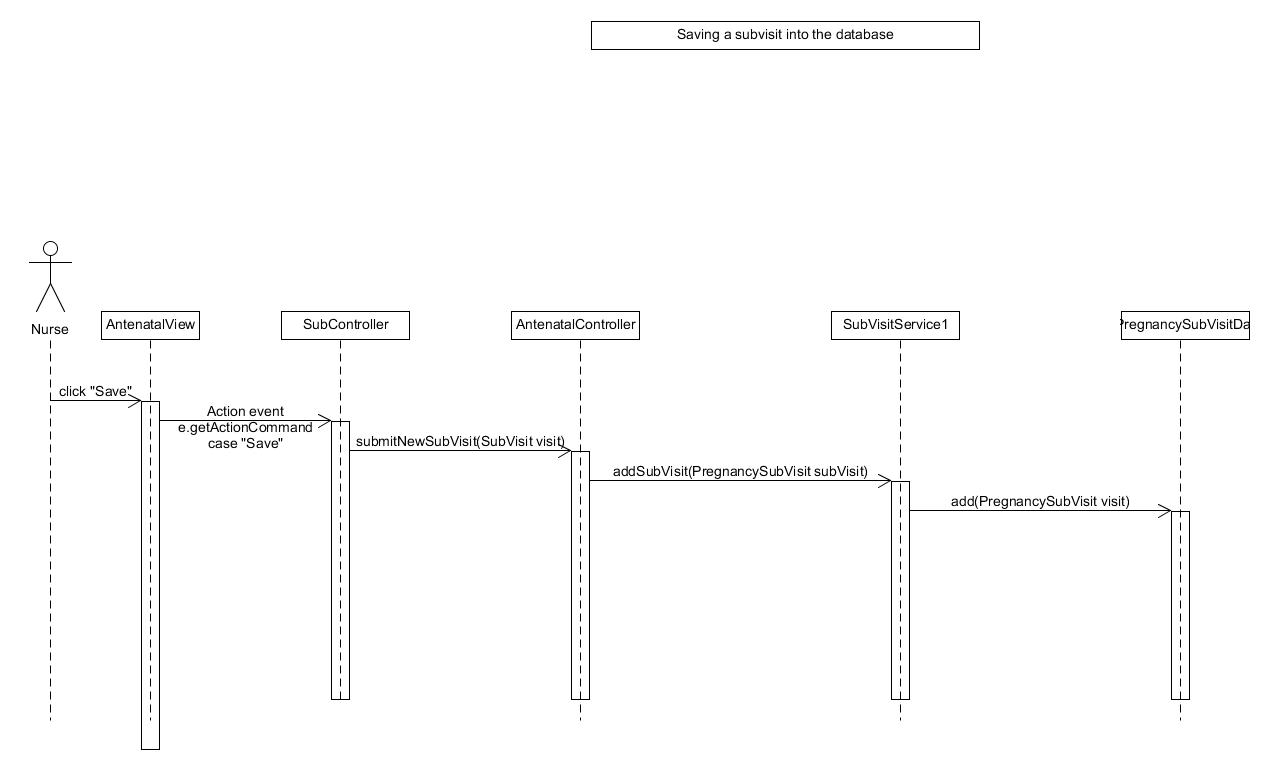 Saving a subvisit into the database
Nurse
AntenatalView
SubController
AntenatalController
SubVisitService1
click "Save"
Action event
e.getActionCommand
case "Save"
submitNewSubVisit(SubVisit visit)
addSubVisit(PregnancySubVisit subVisit)
add(PregnancySubVisit visit)